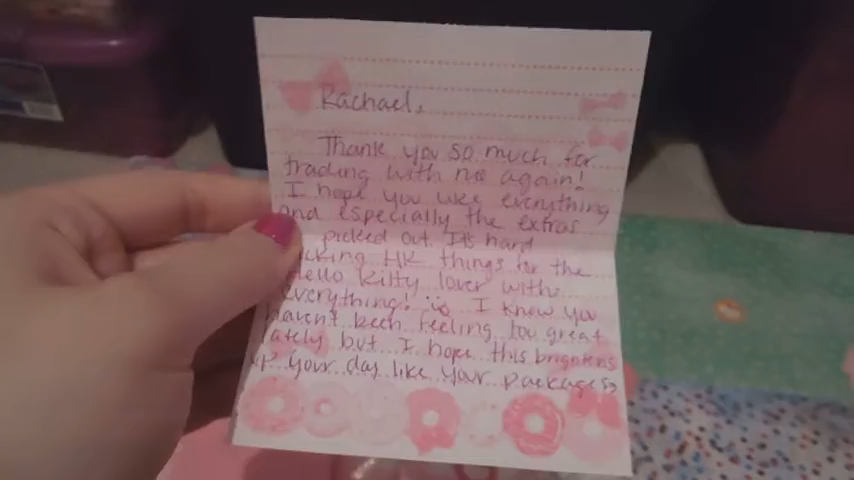 Rachael,
Thank you so much for
trading with me again!
I hope you like everything
and especially the extras
picked out. It's hard
picking HK things for the
Hello Kitty lover with
everything! I know you
haven't been feeling too great
lately but I hope this brightens
up your day like your packages